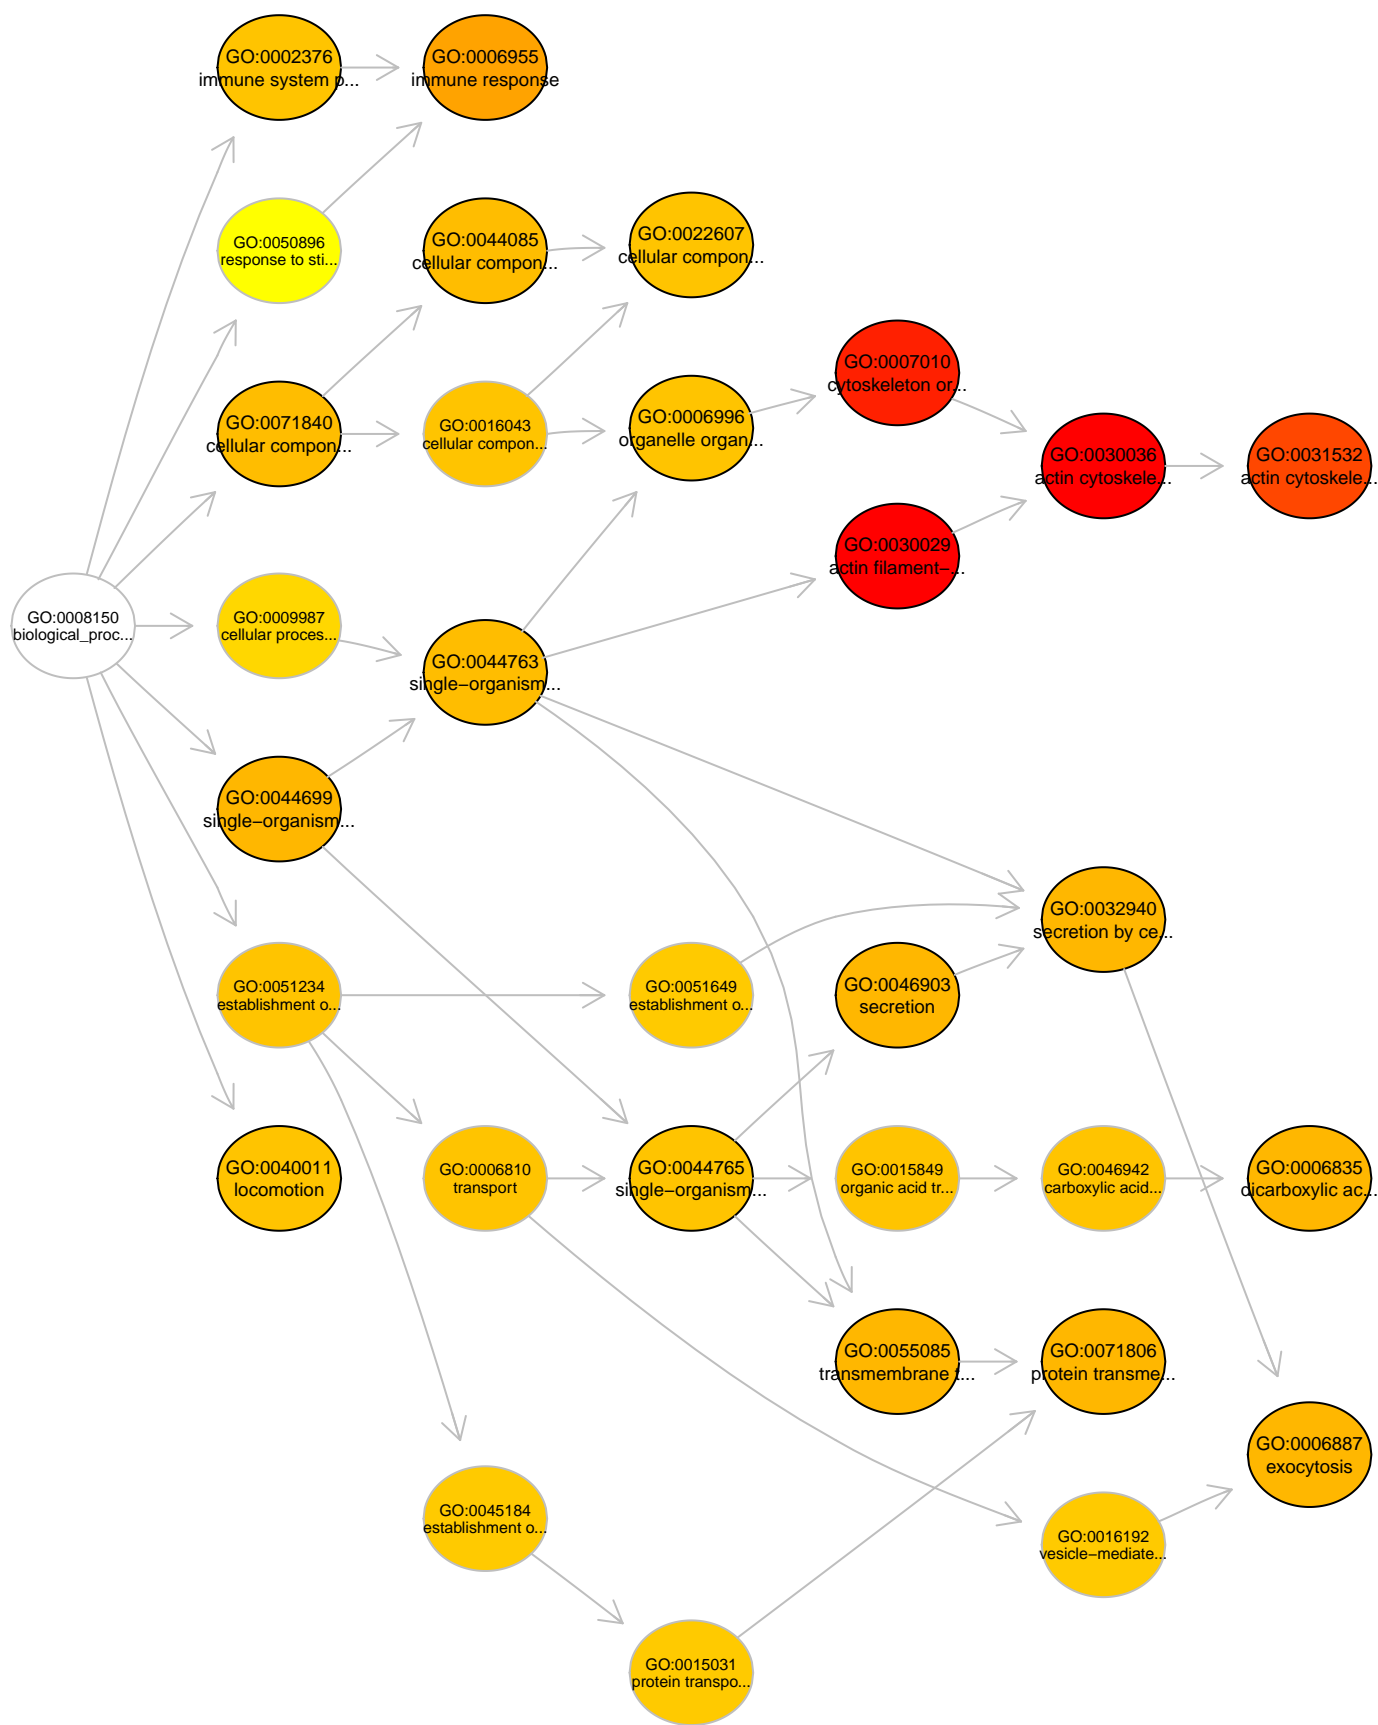 GO:0002376
immune system p...
GO:0006955
immune response
GO:0050896
response to sti...
GO:0044085
cellular compon...
GO:0022607
cellular compon...
GO:0007010
cytoskeleton or...
GO:0071840
cellular compon...
GO:0016043
cellular compon...
GO:0006996
organelle organ...
GO:0030036
actin cytoskele...
GO:0031532
actin cytoskele...
GO:0030029
actin filament−...
GO:0008150
biological_proc...
GO:0009987
cellular proces...
GO:0044763
single−organism...
GO:0044699
single−organism...
GO:0032940
secretion by ce...
GO:0051234
establishment o...
GO:0051649
establishment o...
GO:0046903
secretion
GO:0040011
locomotion
GO:0006810
transport
GO:0044765
single−organism...
GO:0015849
organic acid tr...
GO:0046942
carboxylic acid...
GO:0006835
dicarboxylic ac...
GO:0055085
transmembrane t...
GO:0071806
protein transme...
GO:0006887
exocytosis
GO:0045184
establishment o...
GO:0016192
vesicle−mediate...
GO:0015031
protein transpo...